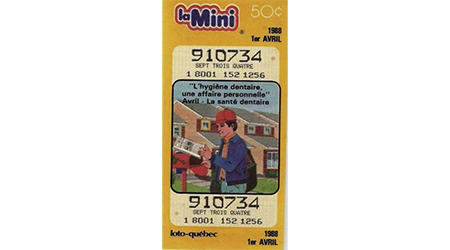 la Mini
50¢
®
1988
1er AVRIL
910734
SEPT TROIS QUATRE
1 8001 152 1256
"L'hygiène dentaire,
une affaire personnelle"
Avril - La santé dentaire
910734
SEPT TROIS QUATRE
1 8001 152 1256
loto-québec
1988
1er AVRIL